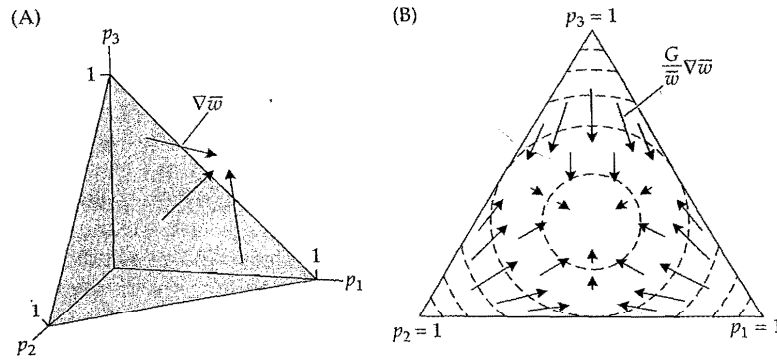 (A)
p₃
1
∇w̄
1
p₁
1
p₂
(B)
p₃ = 1
G/w̄ ∇w̄
p₂ = 1
p₁ = 1